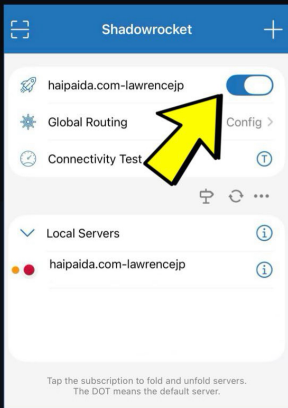 Shadowrocket
haipaida.com-lawrencejp
Global Routing
Config >
Connectivity Test
T
Local Servers
haipaida.com-lawrencejp
Tap the subscription to fold and unfold servers.
The DOT means the default server.